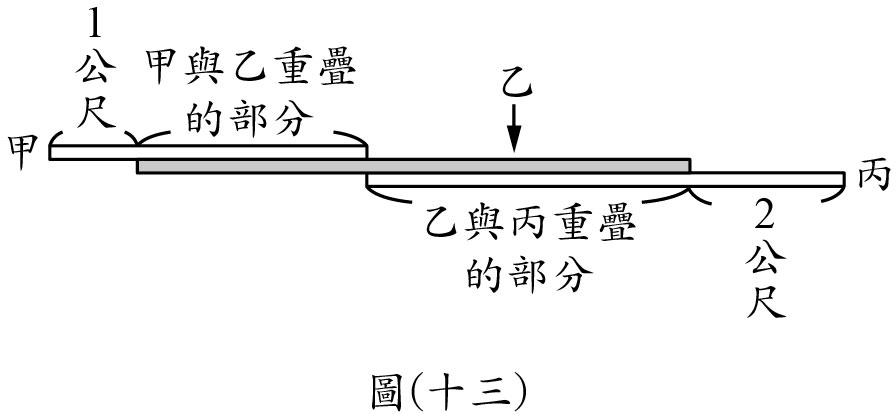 1
公
尺
甲與乙重疊
的部分
乙
甲
丙
乙與丙重疊
的部分
2
公
尺
圖(十三)